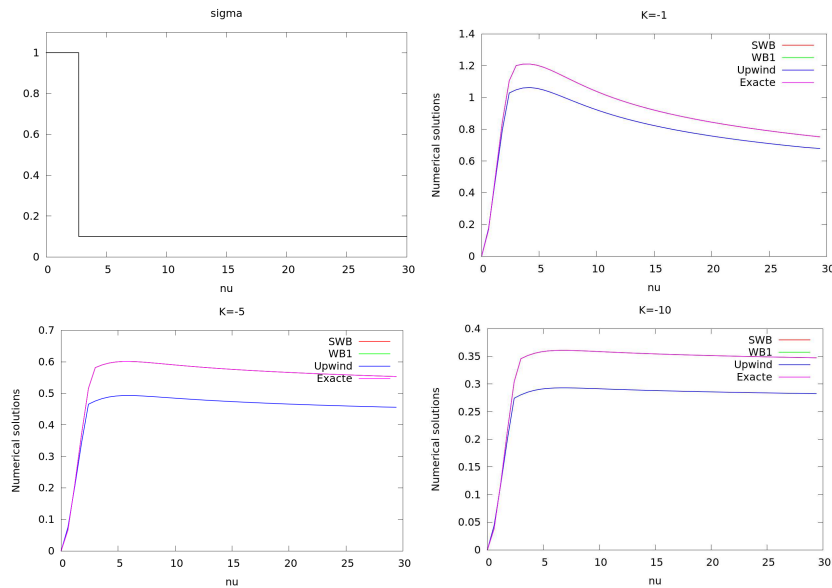 sigma
1
0.8
0.6
0.4
0.2
0
0 5 10 15 20 25 30
nu
K=-1
Numerical solutions
1.4
1.2
1
0.8
0.6
0.4
0.2
0
SWB
WB1
Upwind
Exacte
0 5 10 15 20 25 30
nu
K=-5
Numerical solutions
0.7
0.6
0.5
0.4
0.3
0.2
0.1
0
SWB
WB1
Upwind
Exacte
0 5 10 15 20 25 30
nu
K=-10
Numerical solutions
0.4
0.35
0.3
0.25
0.2
0.15
0.1
0.05
0
SWB
WB1
Upwind
Exacte
0 5 10 15 20 25 30
nu